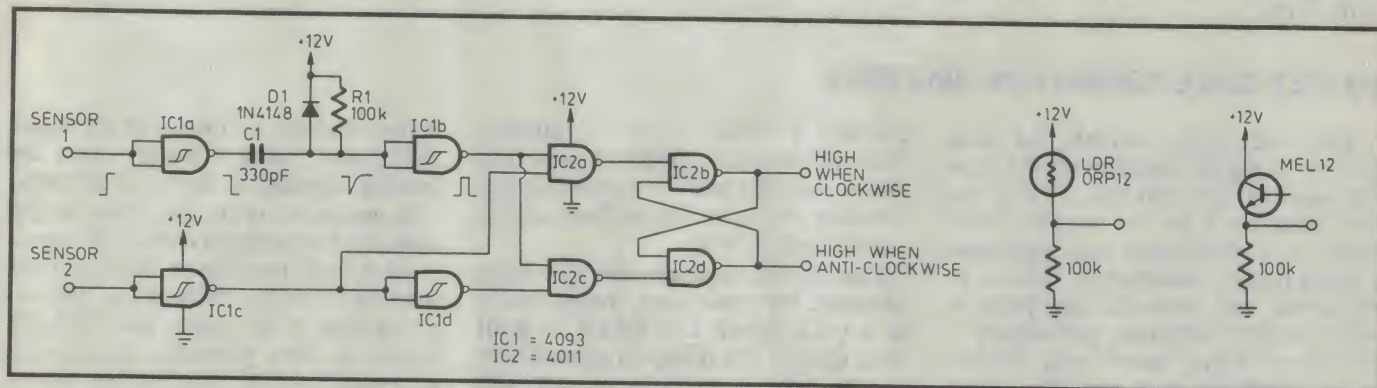 +12V
D1
1N4148
R1
100k
SENSOR
1
IC1a
C1
330pF
IC1b
+12V
IC2a
IC2b
HIGH
WHEN
CLOCKWISE
+12V
SENSOR
2
IC1c
IC1d
IC2c
IC2d
HIGH WHEN
ANTI-CLOCKWISE
IC1 = 4093
IC2 = 4011
+12V
LDR
ORP12
100k
+12V
MEL12
100k